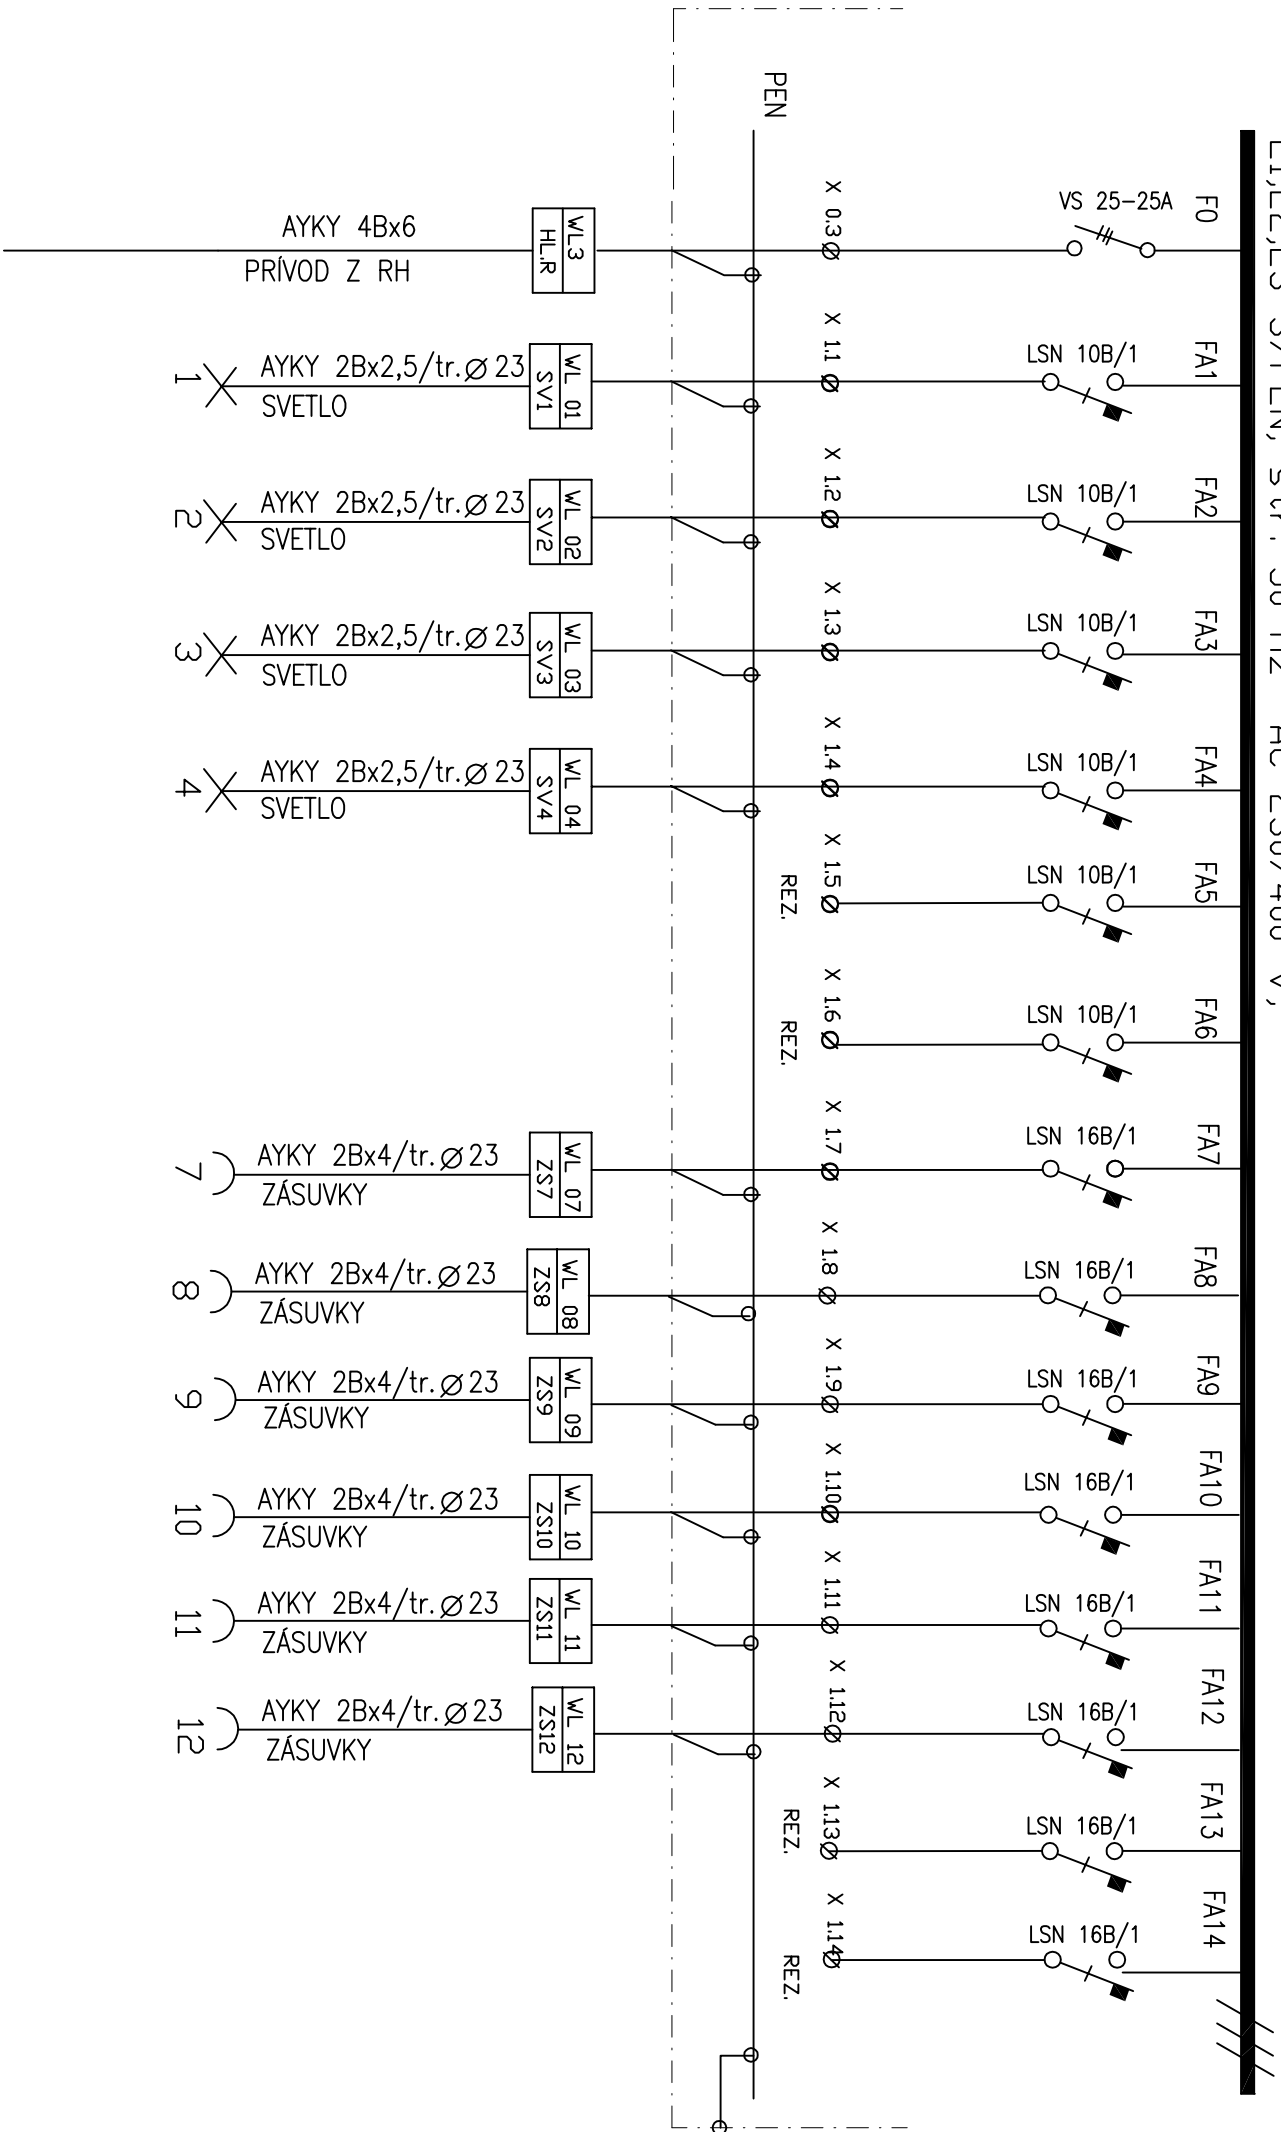 PEN
F0
VS 25-25A
X 0.3
WL3
HL.R
AYKY 4Bx6
PRÍVOD Z RH
FA1
LSN 10B/1
X 1.1
WL 01
SV1
AYKY 2Bx2,5/tr.Ø 23
SVETLO
1
FA2
LSN 10B/1
X 1.2
WL 02
SV2
AYKY 2Bx2,5/tr.Ø 23
SVETLO
2
FA3
LSN 10B/1
X 1.3
WL 03
SV3
AYKY 2Bx2,5/tr.Ø 23
SVETLO
3
FA4
LSN 10B/1
X 1.4
WL 04
SV4
AYKY 2Bx2,5/tr.Ø 23
SVETLO
4
FA5
LSN 10B/1
X 1.5
REZ.
FA6
LSN 10B/1
X 1.6
REZ.
FA7
LSN 16B/1
X 1.7
WL 07
ZS7
AYKY 2Bx4/tr.Ø 23
ZÁSUVKY
7
FA8
LSN 16B/1
X 1.8
WL 08
ZS8
AYKY 2Bx4/tr.Ø 23
ZÁSUVKY
8
FA9
LSN 16B/1
X 1.9
WL 09
ZS9
AYKY 2Bx4/tr.Ø 23
ZÁSUVKY
9
FA10
LSN 16B/1
X 1.10
WL 10
ZS10
AYKY 2Bx4/tr.Ø 23
ZÁSUVKY
10
FA11
LSN 16B/1
X 1.11
WL 11
ZS11
AYKY 2Bx4/tr.Ø 23
ZÁSUVKY
11
FA12
LSN 16B/1
X 1.12
WL 12
ZS12
AYKY 2Bx4/tr.Ø 23
ZÁSUVKY
12
FA13
LSN 16B/1
X 1.13
REZ.
FA14
LSN 16B/1
X 1.14
REZ.